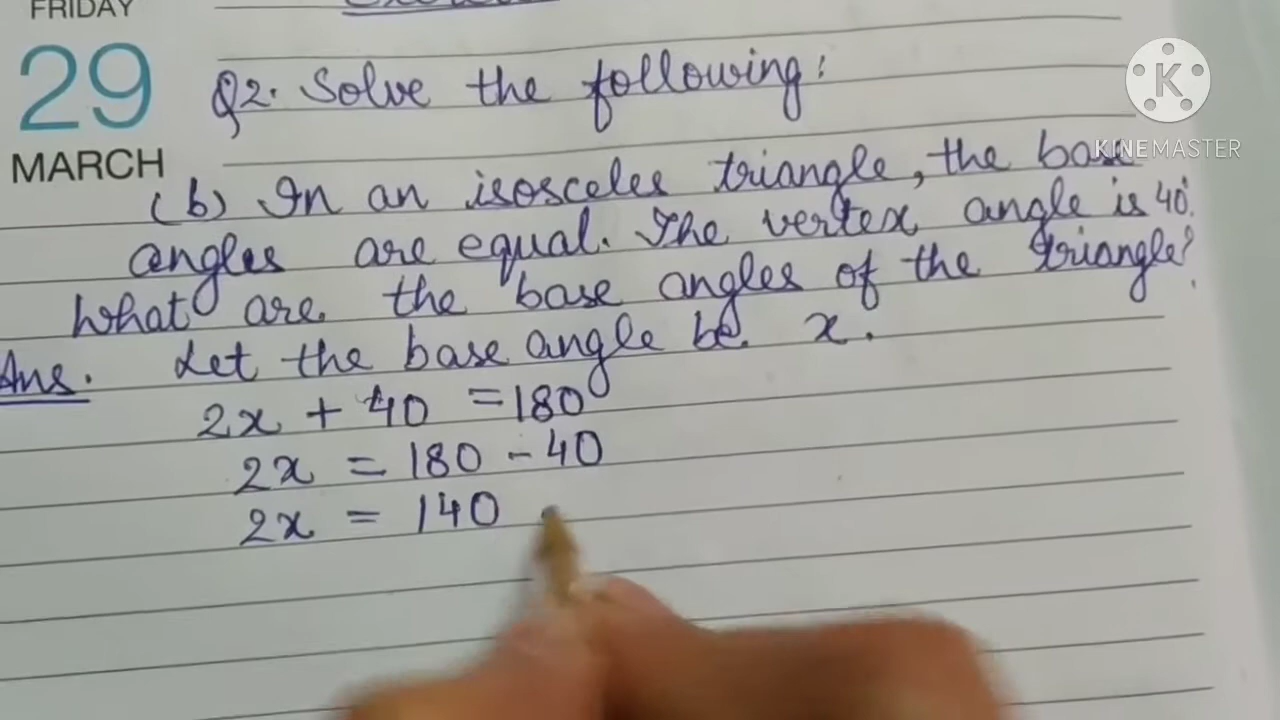 FRIDAY
29
MARCH
K
KINEMASTER
Q2. Solve the following:
(b) In an isosceles triangle, the base
angles are equal. The vertex angle is 40°.
What are the base angles of the triangle?
Ans. Let the base angle be x.
2x + 40 = 180
2x = 180 - 40
2x = 140